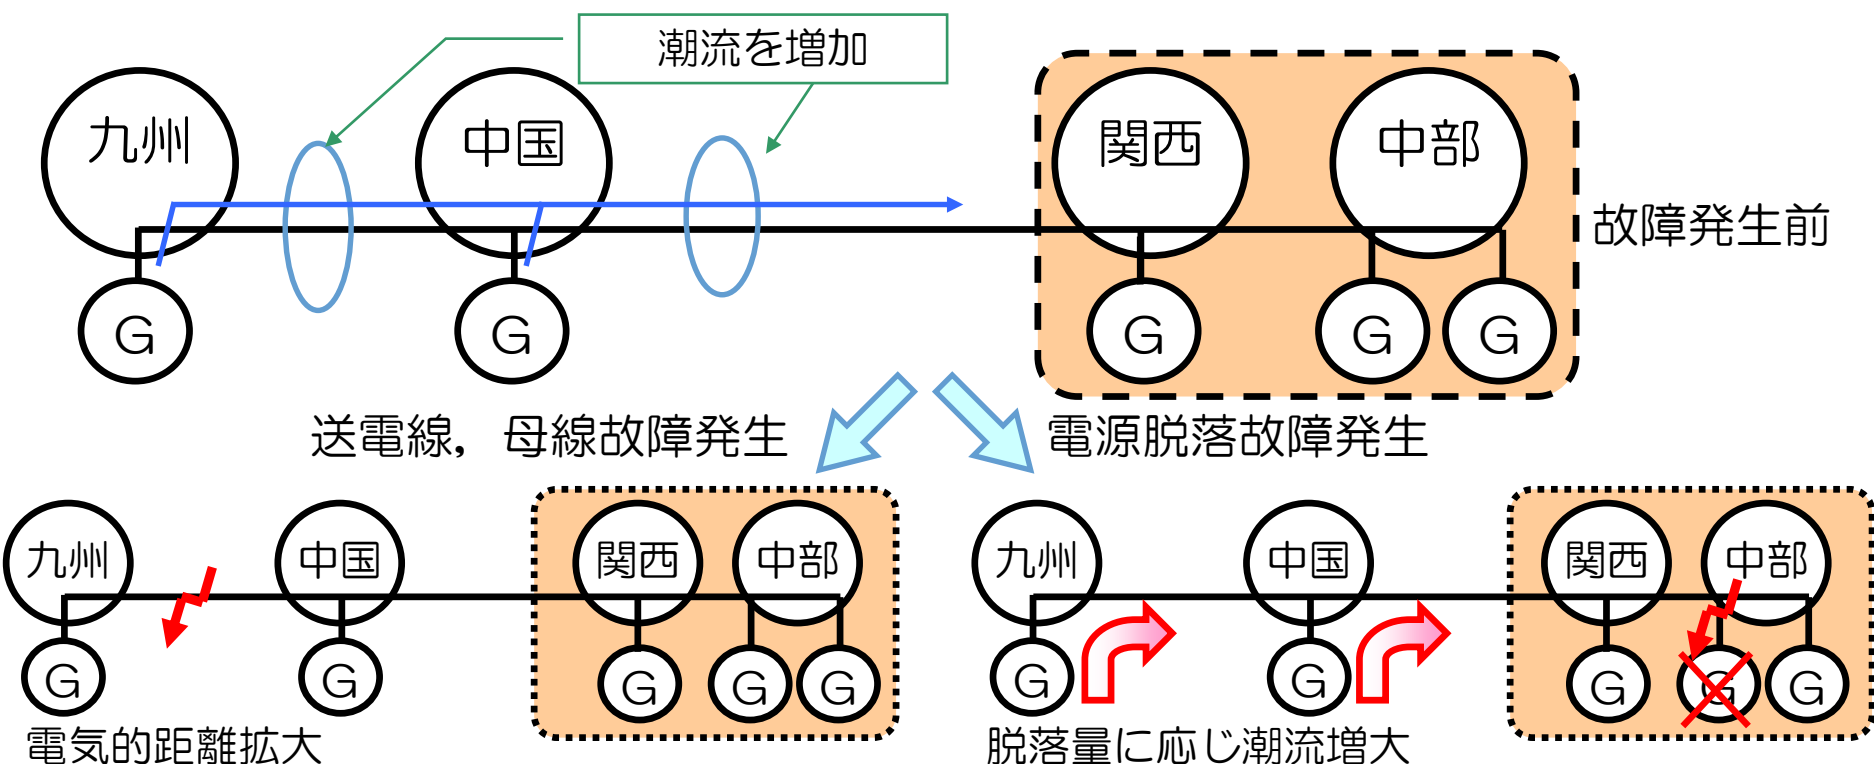 潮流を増加
九州
中国
関西
中部
故障発生前
G
G
G
G
G
送電線，母線故障発生
電源脱落故障発生
九州
中国
関西
中部
G
G
G
G
G
電気的距離拡大
九州
中国
関西
中部
G
G
G
G
G
脱落量に応じ潮流増大